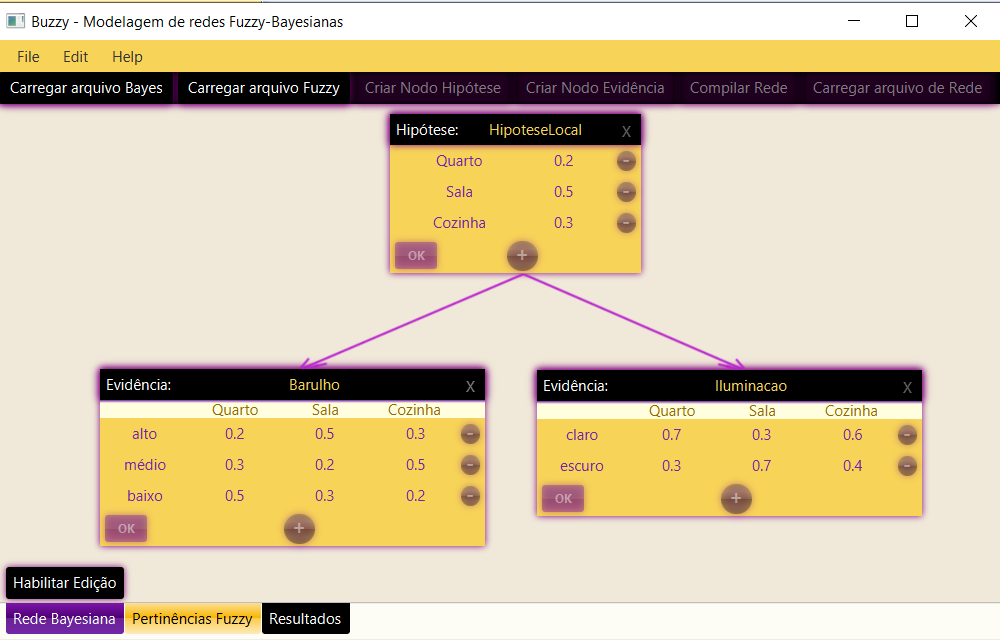 Buzzy - Modelagem de redes Fuzzy-Bayesianas
File Edit Help
Carregar arquivo Bayes Carregar arquivo Fuzzy Criar Nodo Hipótese Criar Nodo Evidência Compilar Rede Carregar arquivo de Rede
Hipótese: HipoteseLocal X
Quarto 0.2 -
Sala 0.5 -
Cozinha 0.3 -
OK +
Evidência: Barulho X
Quarto Sala Cozinha
alto 0.2 0.5 0.3 -
médio 0.3 0.2 0.5 -
baixo 0.5 0.3 0.2 -
OK +
Evidência: Iluminacao X
Quarto Sala Cozinha
claro 0.7 0.3 0.6 -
escuro 0.3 0.7 0.4 -
OK +
Habilitar Edição
Rede Bayesiana Pertinências Fuzzy Resultados